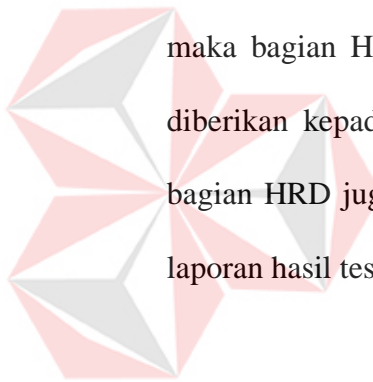 maka bagian H
diberikan kepad
bagian HRD jug
laporan hasil tes